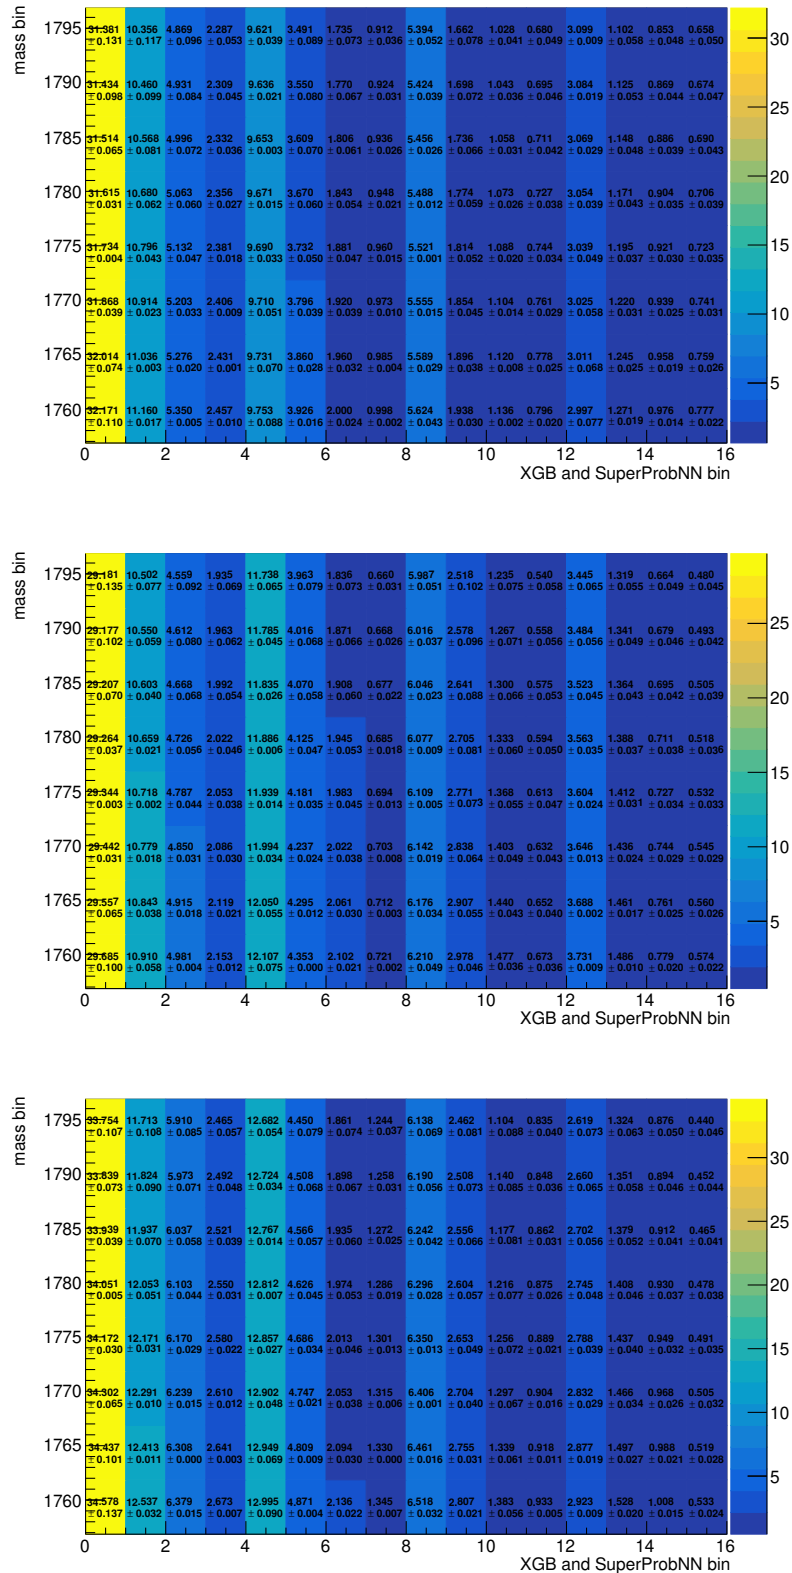 mass bin
1795 31.381 10.356 4.869 2.287 9.621 3.491 1.735 0.912 5.394 1.656 1.028 0.665 3.099 1.102 0.853 0.658 30
± 0.131 ± 0.117 ± 0.096 ± 0.053 ± 0.039 ± 0.089 ± 0.073 ± 0.036 ± 0.052 ± 0.078 ± 0.041 ± 0.049 ± 0.009 ± 0.058 ± 0.048 ± 0.050
1790 31.434 10.460 4.931 2.309 9.636 3.550 1.770 0.924 5.424 1.698 1.043 0.680 3.084 1.125 0.869 0.674
± 0.098 ± 0.099 ± 0.084 ± 0.045 ± 0.021 ± 0.080 ± 0.067 ± 0.031 ± 0.039 ± 0.072 ± 0.036 ± 0.046 ± 0.019 ± 0.053 ± 0.044 ± 0.047
25
1785 31.514 10.568 4.996 2.332 9.653 3.609 1.806 0.936 5.456 1.736 1.058 0.711 3.069 1.148 0.886 0.690
± 0.065 ± 0.081 ± 0.072 ± 0.036 ± 0.003 ± 0.070 ± 0.061 ± 0.026 ± 0.026 ± 0.066 ± 0.031 ± 0.042 ± 0.029 ± 0.048 ± 0.039 ± 0.043
20
1780 31.615 10.680 5.063 2.356 9.671 3.670 1.843 0.948 5.488 1.774 1.073 0.727 3.054 1.171 0.904 0.706
± 0.031 ± 0.062 ± 0.060 ± 0.027 ± 0.015 ± 0.060 ± 0.054 ± 0.021 ± 0.012 ± 0.059 ± 0.026 ± 0.038 ± 0.039 ± 0.043 ± 0.035 ± 0.039
1775 31.734 10.796 5.132 2.381 9.690 3.732 1.881 0.960 5.521 1.814 1.088 0.744 3.039 1.195 0.921 0.723 15
± 0.004 ± 0.043 ± 0.047 ± 0.018 ± 0.033 ± 0.050 ± 0.047 ± 0.015 ± 0.001 ± 0.052 ± 0.020 ± 0.034 ± 0.049 ± 0.037 ± 0.030 ± 0.035
1770 31.868 10.914 5.203 2.406 9.710 3.796 1.920 0.973 5.555 1.854 1.104 0.761 3.025 1.220 0.939 0.741
± 0.039 ± 0.023 ± 0.033 ± 0.009 ± 0.051 ± 0.039 ± 0.039 ± 0.010 ± 0.015 ± 0.045 ± 0.014 ± 0.029 ± 0.058 ± 0.031 ± 0.025 ± 0.031
10
1765 32.014 11.036 5.276 2.431 9.731 3.860 1.960 0.985 5.589 1.896 1.120 0.778 3.011 1.245 0.958 0.759
± 0.074 ± 0.003 ± 0.020 ± 0.001 ± 0.070 ± 0.028 ± 0.032 ± 0.004 ± 0.029 ± 0.038 ± 0.008 ± 0.025 ± 0.068 ± 0.025 ± 0.019 ± 0.026
5
1760 32.171 11.160 5.350 2.457 9.753 3.926 2.000 0.998 5.624 1.938 1.136 0.796 2.997 1.271 0.976 0.777
± 0.110 ± 0.017 ± 0.005 ± 0.010 ± 0.088 ± 0.016 ± 0.024 ± 0.002 ± 0.043 ± 0.030 ± 0.002 ± 0.020 ± 0.077 ± 0.019 ± 0.014 ± 0.022
0 2 4 6 8 10 12 14 16
XGB and SuperProbNN bin
mass bin
1795 29.181 10.502 4.559 1.935 11.738 3.963 1.836 0.660 5.987 2.518 1.235 0.540 3.445 1.319 0.664 0.480
± 0.135 ± 0.077 ± 0.092 ± 0.069 ± 0.065 ± 0.079 ± 0.073 ± 0.031 ± 0.051 ± 0.102 ± 0.075 ± 0.058 ± 0.065 ± 0.055 ± 0.049 ± 0.045
25
1790 29.177 10.550 4.612 1.963 11.785 4.016 1.871 0.668 6.016 2.578 1.267 0.558 3.484 1.341 0.679 0.493
± 0.102 ± 0.059 ± 0.080 ± 0.062 ± 0.045 ± 0.068 ± 0.066 ± 0.026 ± 0.037 ± 0.096 ± 0.071 ± 0.056 ± 0.056 ± 0.049 ± 0.046 ± 0.042
1785 29.207 10.603 4.668 1.992 11.835 4.070 1.908 0.677 6.046 2.641 1.300 0.575 3.523 1.364 0.695 0.505
± 0.070 ± 0.040 ± 0.068 ± 0.054 ± 0.026 ± 0.058 ± 0.060 ± 0.022 ± 0.023 ± 0.088 ± 0.066 ± 0.053 ± 0.045 ± 0.043 ± 0.042 ± 0.039
20
1780 29.264 10.659 4.726 2.022 11.886 4.125 1.945 0.685 6.077 2.705 1.333 0.594 3.563 1.388 0.711 0.518
± 0.037 ± 0.021 ± 0.056 ± 0.046 ± 0.006 ± 0.047 ± 0.053 ± 0.018 ± 0.009 ± 0.081 ± 0.060 ± 0.050 ± 0.035 ± 0.037 ± 0.038 ± 0.036
15
1775 29.344 10.718 4.787 2.053 11.939 4.181 1.983 0.694 6.109 2.771 1.368 0.613 3.604 1.412 0.727 0.532
± 0.003 ± 0.002 ± 0.044 ± 0.038 ± 0.014 ± 0.035 ± 0.045 ± 0.013 ± 0.005 ± 0.073 ± 0.055 ± 0.047 ± 0.024 ± 0.031 ± 0.034 ± 0.033
1770 29.442 10.779 4.850 2.086 11.994 4.237 2.022 0.703 6.142 2.838 1.403 0.632 3.646 1.436 0.744 0.545 10
± 0.031 ± 0.018 ± 0.031 ± 0.030 ± 0.034 ± 0.024 ± 0.038 ± 0.008 ± 0.019 ± 0.064 ± 0.049 ± 0.043 ± 0.013 ± 0.024 ± 0.029 ± 0.029
1765 29.557 10.843 4.915 2.119 12.050 4.295 2.061 0.712 6.176 2.907 1.440 0.652 3.688 1.461 0.761 0.560
± 0.065 ± 0.038 ± 0.018 ± 0.021 ± 0.055 ± 0.012 ± 0.030 ± 0.003 ± 0.034 ± 0.055 ± 0.043 ± 0.040 ± 0.002 ± 0.017 ± 0.025 ± 0.026
5
1760 29.685 10.910 4.981 2.153 12.107 4.353 2.102 0.721 6.210 2.978 1.477 0.673 3.731 1.486 0.779 0.574
± 0.100 ± 0.058 ± 0.004 ± 0.012 ± 0.075 ± 0.000 ± 0.021 ± 0.002 ± 0.049 ± 0.046 ± 0.036 ± 0.036 ± 0.009 ± 0.010 ± 0.020 ± 0.022
0 2 4 6 8 10 12 14 16
XGB and SuperProbNN bin
mass bin
1795 33.754 11.713 5.910 2.465 12.682 4.450 1.861 1.244 6.138 2.462 1.104 0.835 2.619 1.324 0.876 0.440
± 0.107 ± 0.108 ± 0.085 ± 0.057 ± 0.054 ± 0.079 ± 0.074 ± 0.037 ± 0.069 ± 0.081 ± 0.088 ± 0.040 ± 0.073 ± 0.063 ± 0.050 ± 0.046
30
1790 33.839 11.824 5.973 2.492 12.724 4.508 1.898 1.258 6.190 2.508 1.140 0.848 2.660 1.351 0.894 0.452
± 0.073 ± 0.090 ± 0.071 ± 0.048 ± 0.034 ± 0.068 ± 0.067 ± 0.031 ± 0.056 ± 0.073 ± 0.085 ± 0.036 ± 0.065 ± 0.058 ± 0.046 ± 0.044
25
1785 33.939 11.937 6.037 2.521 12.767 4.566 1.935 1.272 6.242 2.556 1.177 0.862 2.702 1.379 0.912 0.465
± 0.039 ± 0.070 ± 0.058 ± 0.039 ± 0.014 ± 0.057 ± 0.060 ± 0.025 ± 0.042 ± 0.066 ± 0.081 ± 0.031 ± 0.056 ± 0.052 ± 0.041 ± 0.041
1780 34.051 12.053 6.103 2.550 12.812 4.626 1.974 1.286 6.296 2.604 1.216 0.875 2.745 1.408 0.930 0.478 20
± 0.005 ± 0.051 ± 0.044 ± 0.031 ± 0.007 ± 0.045 ± 0.053 ± 0.019 ± 0.028 ± 0.057 ± 0.077 ± 0.026 ± 0.048 ± 0.046 ± 0.037 ± 0.038
1775 34.172 12.171 6.170 2.580 12.857 4.686 2.013 1.301 6.350 2.653 1.256 0.889 2.788 1.437 0.949 0.491
± 0.030 ± 0.031 ± 0.029 ± 0.022 ± 0.027 ± 0.034 ± 0.046 ± 0.013 ± 0.013 ± 0.049 ± 0.072 ± 0.021 ± 0.039 ± 0.040 ± 0.032 ± 0.035
15
1770 34.302 12.291 6.239 2.610 12.902 4.747 2.053 1.315 6.406 2.704 1.297 0.904 2.832 1.466 0.968 0.505
± 0.065 ± 0.010 ± 0.015 ± 0.012 ± 0.048 ± 0.021 ± 0.038 ± 0.006 ± 0.001 ± 0.040 ± 0.067 ± 0.016 ± 0.029 ± 0.034 ± 0.026 ± 0.032
10
1765 34.437 12.413 6.308 2.641 12.949 4.809 2.094 1.330 6.461 2.755 1.339 0.918 2.877 1.497 0.988 0.519
± 0.101 ± 0.011 ± 0.000 ± 0.003 ± 0.069 ± 0.009 ± 0.030 ± 0.000 ± 0.016 ± 0.031 ± 0.061 ± 0.011 ± 0.019 ± 0.027 ± 0.021 ± 0.028
5
1760 34.578 12.537 6.379 2.673 12.995 4.871 2.136 1.345 6.518 2.807 1.383 0.933 2.923 1.528 1.008 0.533
± 0.137 ± 0.032 ± 0.015 ± 0.007 ± 0.090 ± 0.004 ± 0.022 ± 0.007 ± 0.032 ± 0.021 ± 0.056 ± 0.005 ± 0.009 ± 0.020 ± 0.015 ± 0.024
0 2 4 6 8 10 12 14 16
XGB and SuperProbNN bin